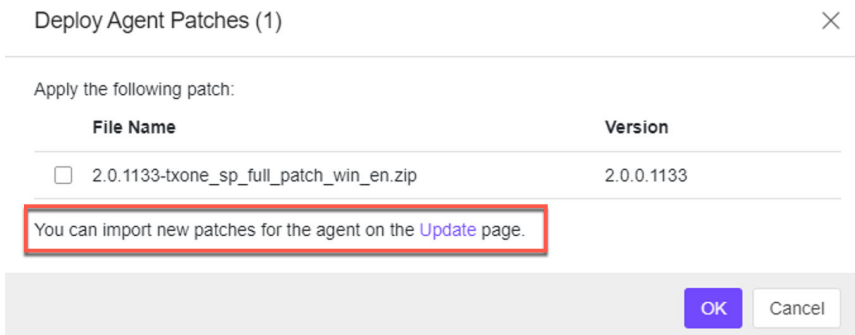 Deploy Agent Patches (1)
Apply the following patch:
File Name Version
2.0.1133-txone_sp_full_patch_win_en.zip 2.0.0.1133
You can import new patches for the agent on the Update page.
OK Cancel